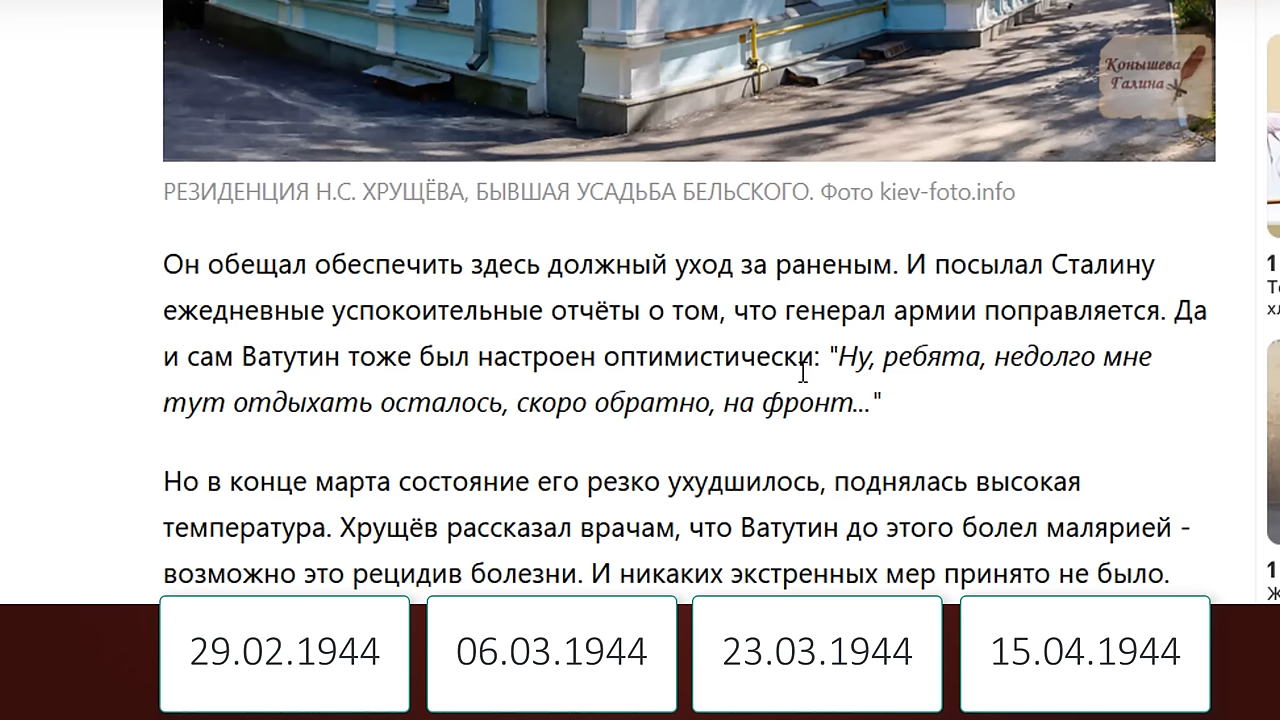 Конышева
Галина
РЕЗИДЕНЦИЯ Н.С. ХРУЩЁВА, БЫВШАЯ УСАДЬБА БЕЛЬСКОГО. Фото kiev-foto.info
Он обещал обеспечить здесь должный уход за раненым. И посылал Сталину
ежедневные успокоительные отчёты о том, что генерал армии поправляется. Да
и сам Ватутин тоже был настроен оптимистически: "Ну, ребята, недолго мне
тут отдыхать осталось, скоро обратно, на фронт..."
Но в конце марта состояние его резко ухудшилось, поднялась высокая
температура. Хрущёв рассказал врачам, что Ватутин до этого болел малярией -
возможно это рецидив болезни. И никаких экстренных мер принято не было.
29.02.1944
06.03.1944
23.03.1944
15.04.1944